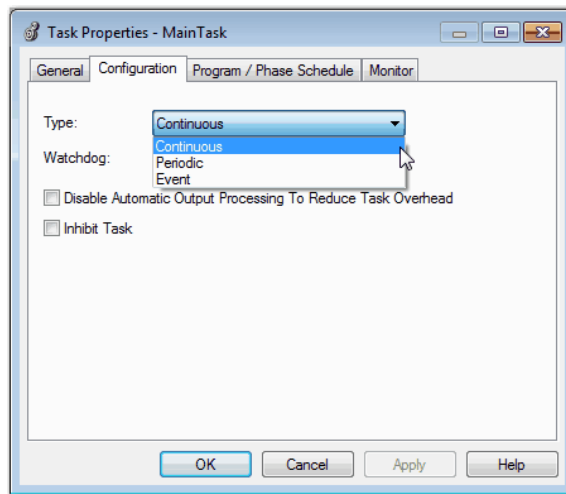 Task Properties - MainTask
General Configuration Program / Phase Schedule Monitor
Type: Continuous
Continuous
Watchdog: Periodic
Event
Disable Automatic Output Processing To Reduce Task Overhead
Inhibit Task
OK Cancel Apply Help